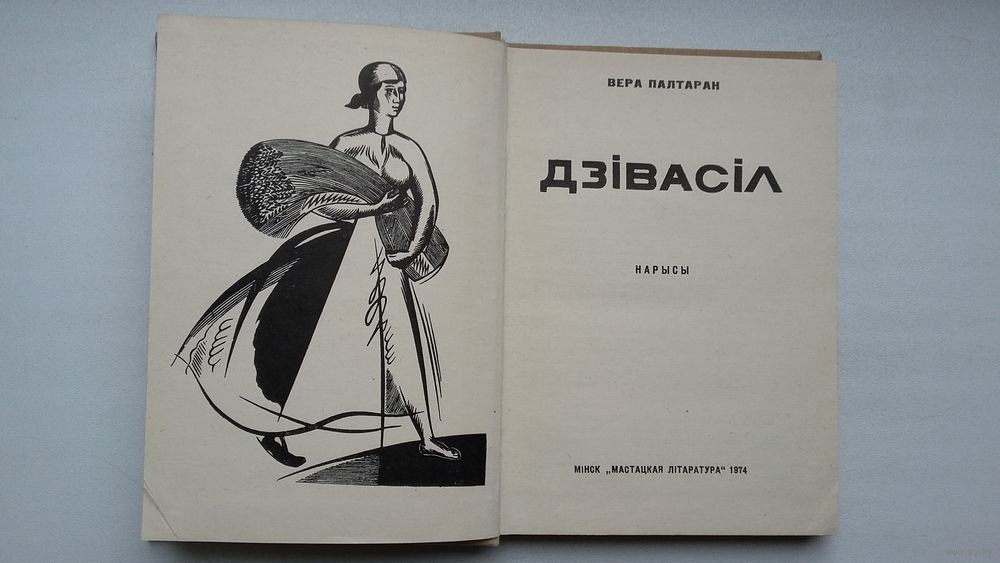 ВЕРА ПАЛТАРАН
ДЗІВАСІЛ
НАРЫСЫ
МІНСК „МАСТАЦКАЯ ЛІТАРАТУРА" 1974